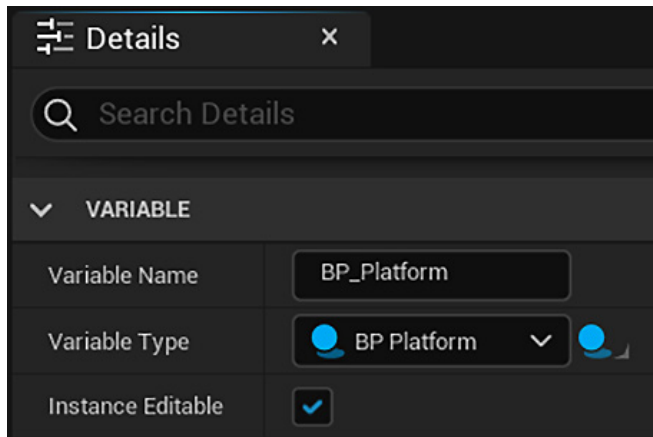 Details
Search Details
VARIABLE
Variable Name BP_Platform
Variable Type BP Platform
Instance Editable